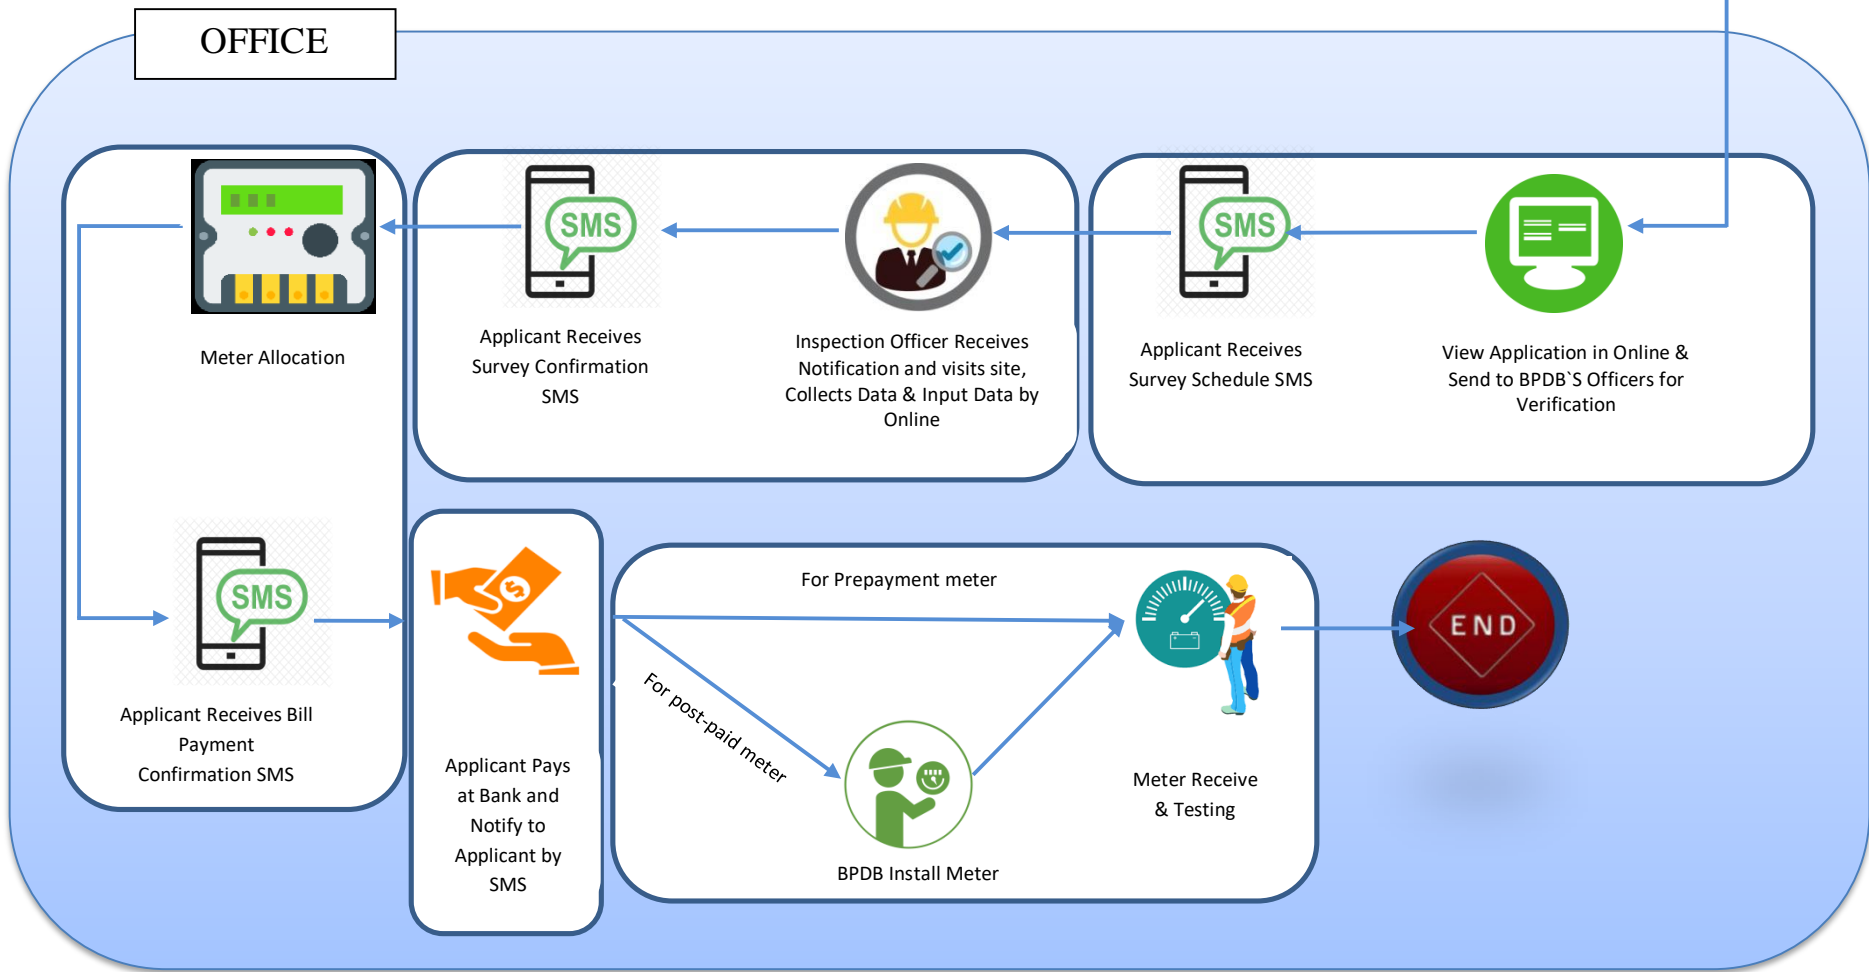 OFFICE
SMS
SMS
Meter Allocation
Applicant Receives
Survey Confirmation
SMS
Inspection Officer Receives
Notification and visits site,
Collects Data & Input Data by
Online
Applicant Receives
Survey Schedule SMS
View Application in Online &
Send to BPDB`S Officers for
Verification
SMS
Applicant Receives Bill
Payment
Confirmation SMS
$
Applicant Pays
at Bank and
Notify to
Applicant by
SMS
For Prepayment meter
For post-paid meter
BPDB Install Meter
Meter Receive
& Testing
END